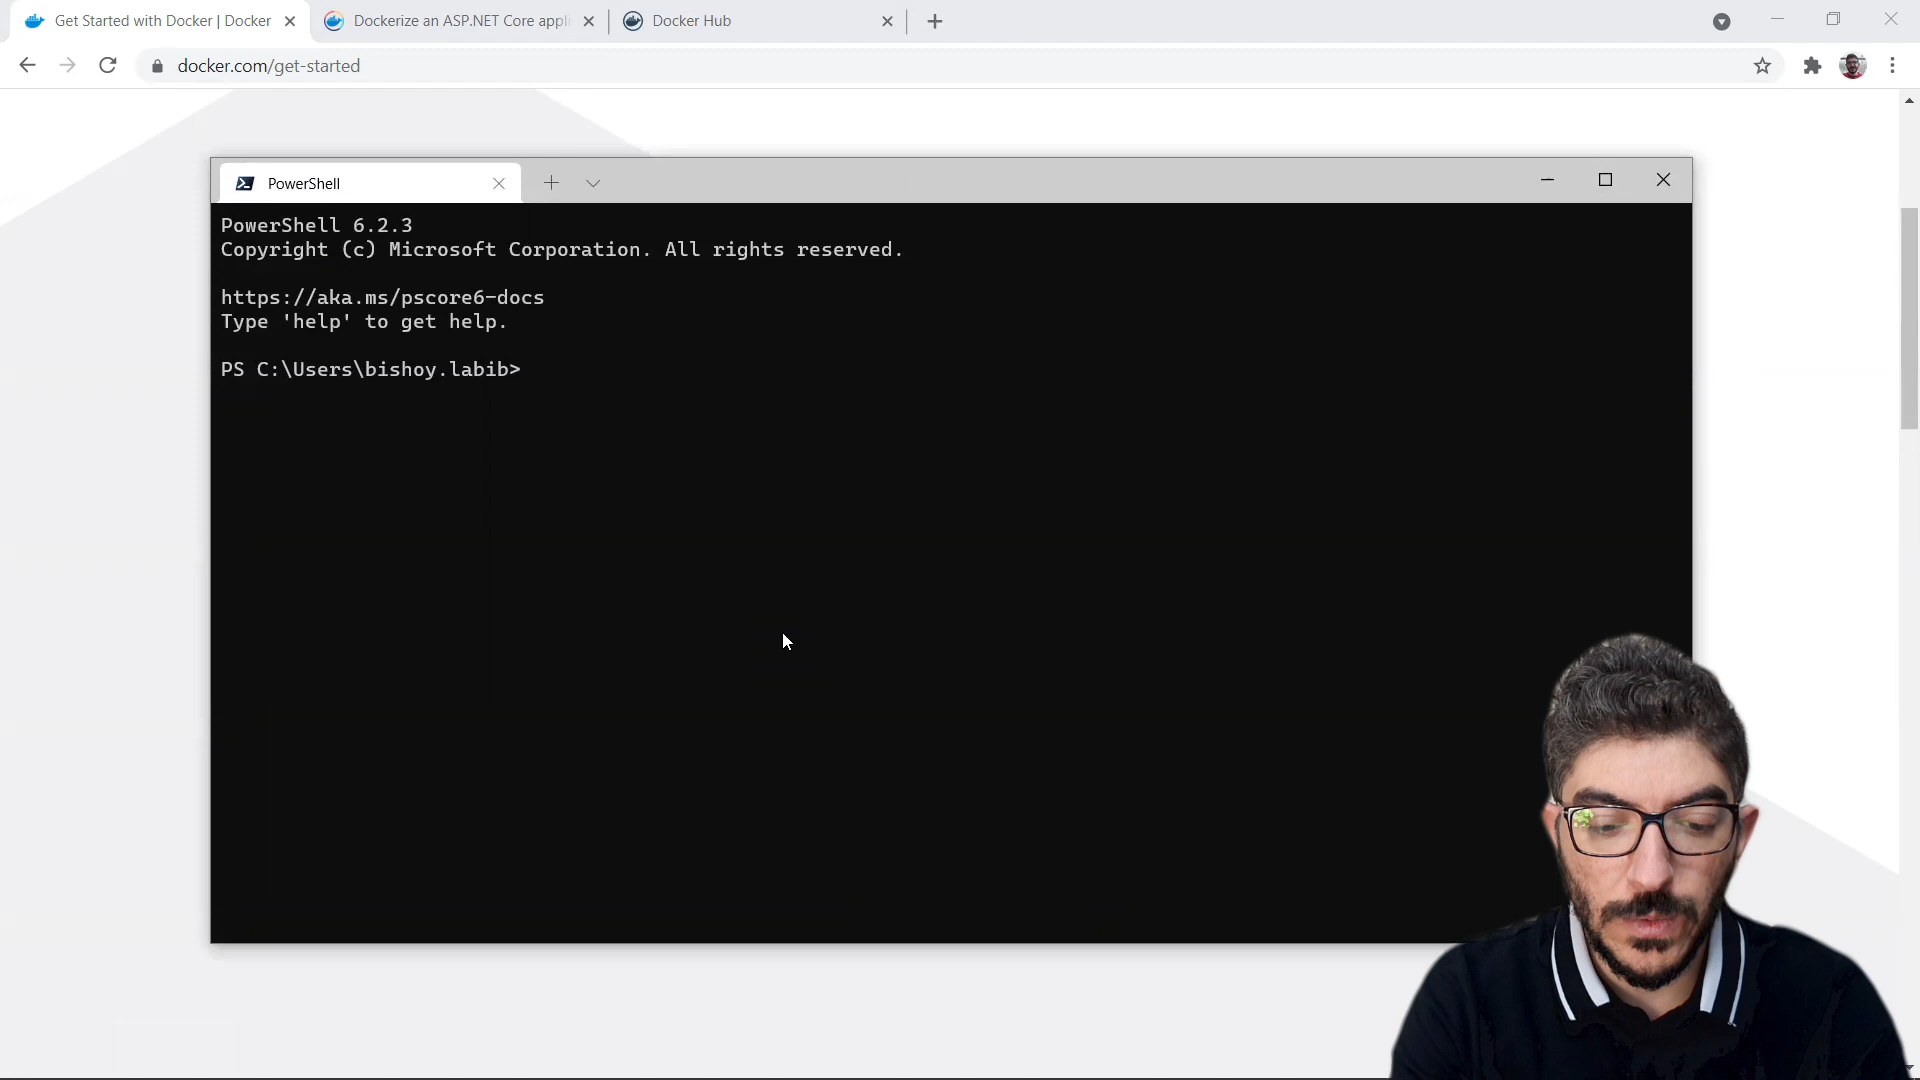 Get Started with Docker | Docker
Dockerize an ASP.NET Core appli
Docker Hub
docker.com/get-started
PowerShell
PowerShell 6.2.3
Copyright (c) Microsoft Corporation. All rights reserved.
https://aka.ms/pscore6-docs
Type 'help' to get help.
PS C:\Users\bishoy.labib>